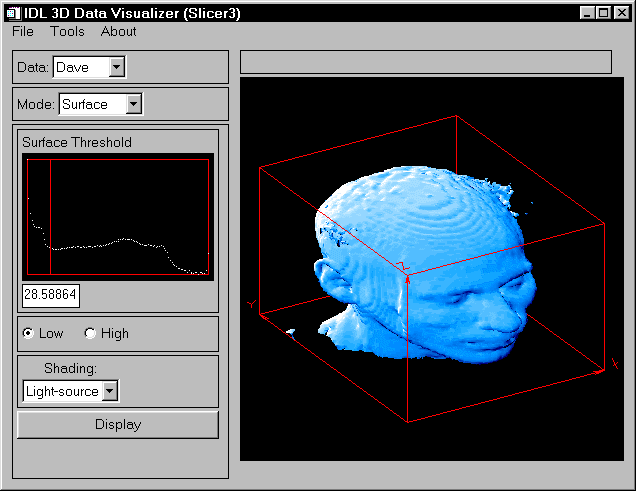 IDL 3D Data Visualizer (Slicer3)
File Tools About
Data: Dave
Mode: Surface
Surface Threshold
28.58864
Low High
Shading:
Light-source
Display
Z
Y
X